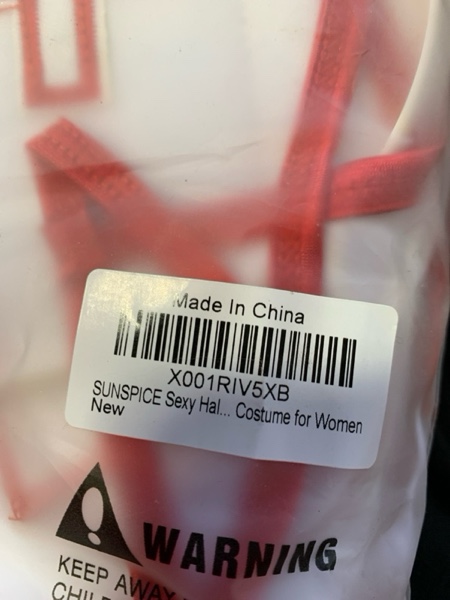 Made In China
X001RIV5XB
SUNSPICE Sexy Hal... Costume for Women
New
WARNING
KEEP AWAY